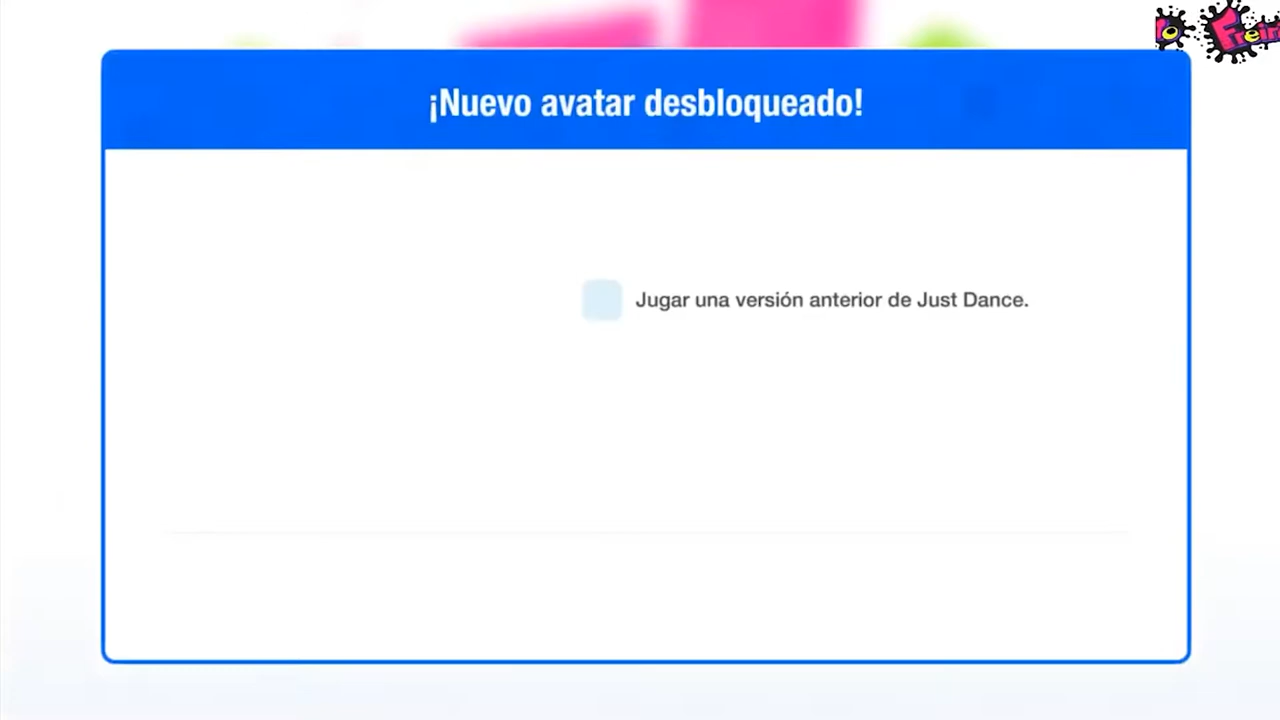 ¡Nuevo avatar desbloqueado!
Jugar una versión anterior de Just Dance.